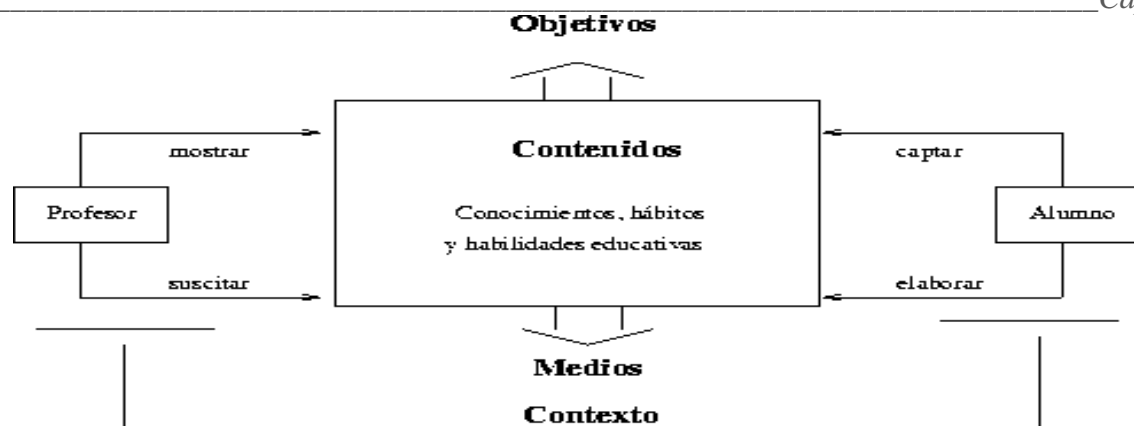 Objetivos
mostrar
Contenidos
captar
Profesor
Conocimientos, hábitos
y habilidades educativas
Alumno
suscitar
elaborar
Medios
Contexto